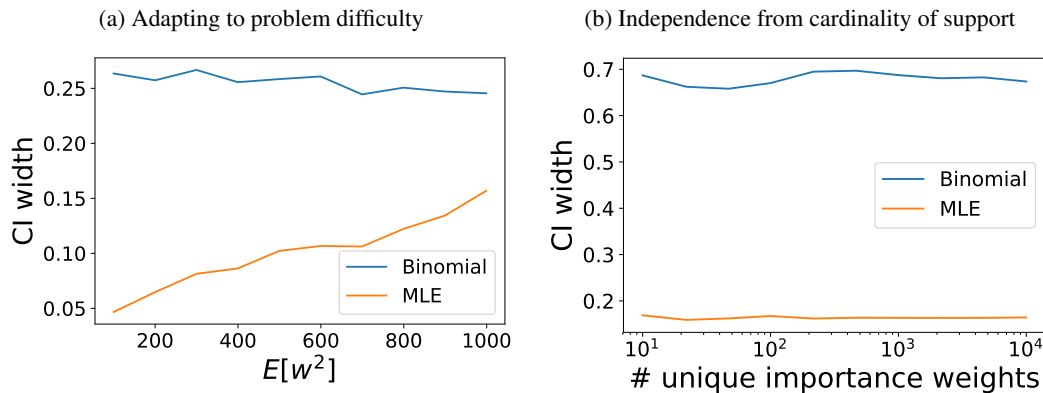 (a) Adapting to problem difficulty
CI width
0.25
0.20
0.15
0.10
0.05
Binomial
MLE
200
400
600
800
1000
E[w²]
(b) Independence from cardinality of support
CI width
0.7
0.6
0.5
0.4
0.3
0.2
Binomial
MLE
10¹
10²
10³
10⁴
# unique importance weights